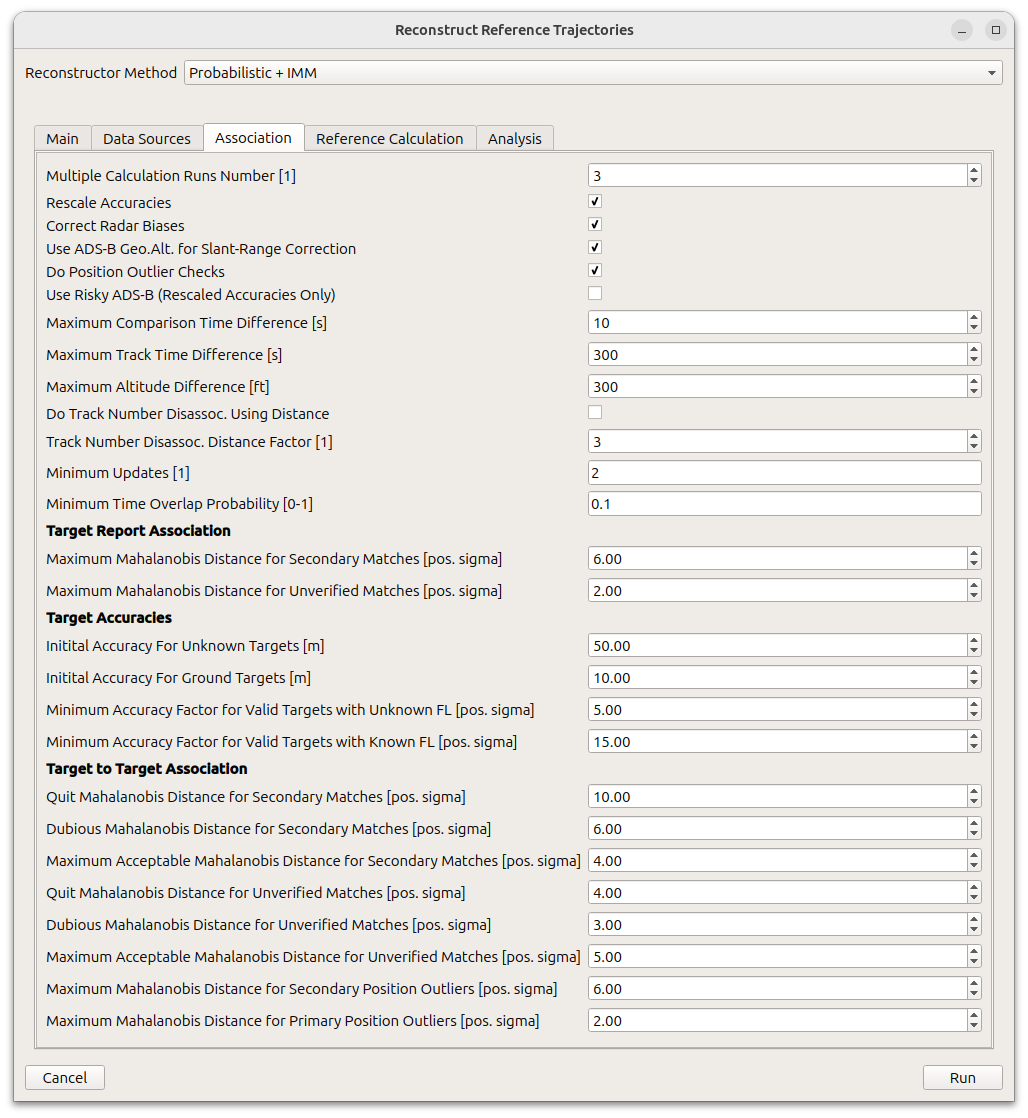 Reconstruct Reference Trajectories
Reconstructor Method Probabilistic + IMM
Main Data Sources Association Reference Calculation Analysis
Multiple Calculation Runs Number [1] 3
Rescale Accuracies
Correct Radar Biases
Use ADS-B Geo.Alt. for Slant-Range Correction
Do Position Outlier Checks
Use Risky ADS-B (Rescaled Accuracies Only)
Maximum Comparison Time Difference [s] 10
Maximum Track Time Difference [s] 300
Maximum Altitude Difference [ft] 300
Do Track Number Disassoc. Using Distance
Track Number Disassoc. Distance Factor [1] 3
Minimum Updates [1] 2
Minimum Time Overlap Probability [0-1] 0.1
Target Report Association
Maximum Mahalanobis Distance for Secondary Matches [pos. sigma] 6.00
Maximum Mahalanobis Distance for Unverified Matches [pos. sigma] 2.00
Target Accuracies
Initital Accuracy For Unknown Targets [m] 50.00
Initital Accuracy For Ground Targets [m] 10.00
Minimum Accuracy Factor for Valid Targets with Unknown FL [pos. sigma] 5.00
Minimum Accuracy Factor for Valid Targets with Known FL [pos. sigma] 15.00
Target to Target Association
Quit Mahalanobis Distance for Secondary Matches [pos. sigma] 10.00
Dubious Mahalanobis Distance for Secondary Matches [pos. sigma] 6.00
Maximum Acceptable Mahalanobis Distance for Secondary Matches [pos. sigma] 4.00
Quit Mahalanobis Distance for Unverified Matches [pos. sigma] 4.00
Dubious Mahalanobis Distance for Unverified Matches [pos. sigma] 3.00
Maximum Acceptable Mahalanobis Distance for Unverified Matches [pos. sigma] 5.00
Maximum Mahalanobis Distance for Secondary Position Outliers [pos. sigma] 6.00
Maximum Mahalanobis Distance for Primary Position Outliers [pos. sigma] 2.00
Cancel Run